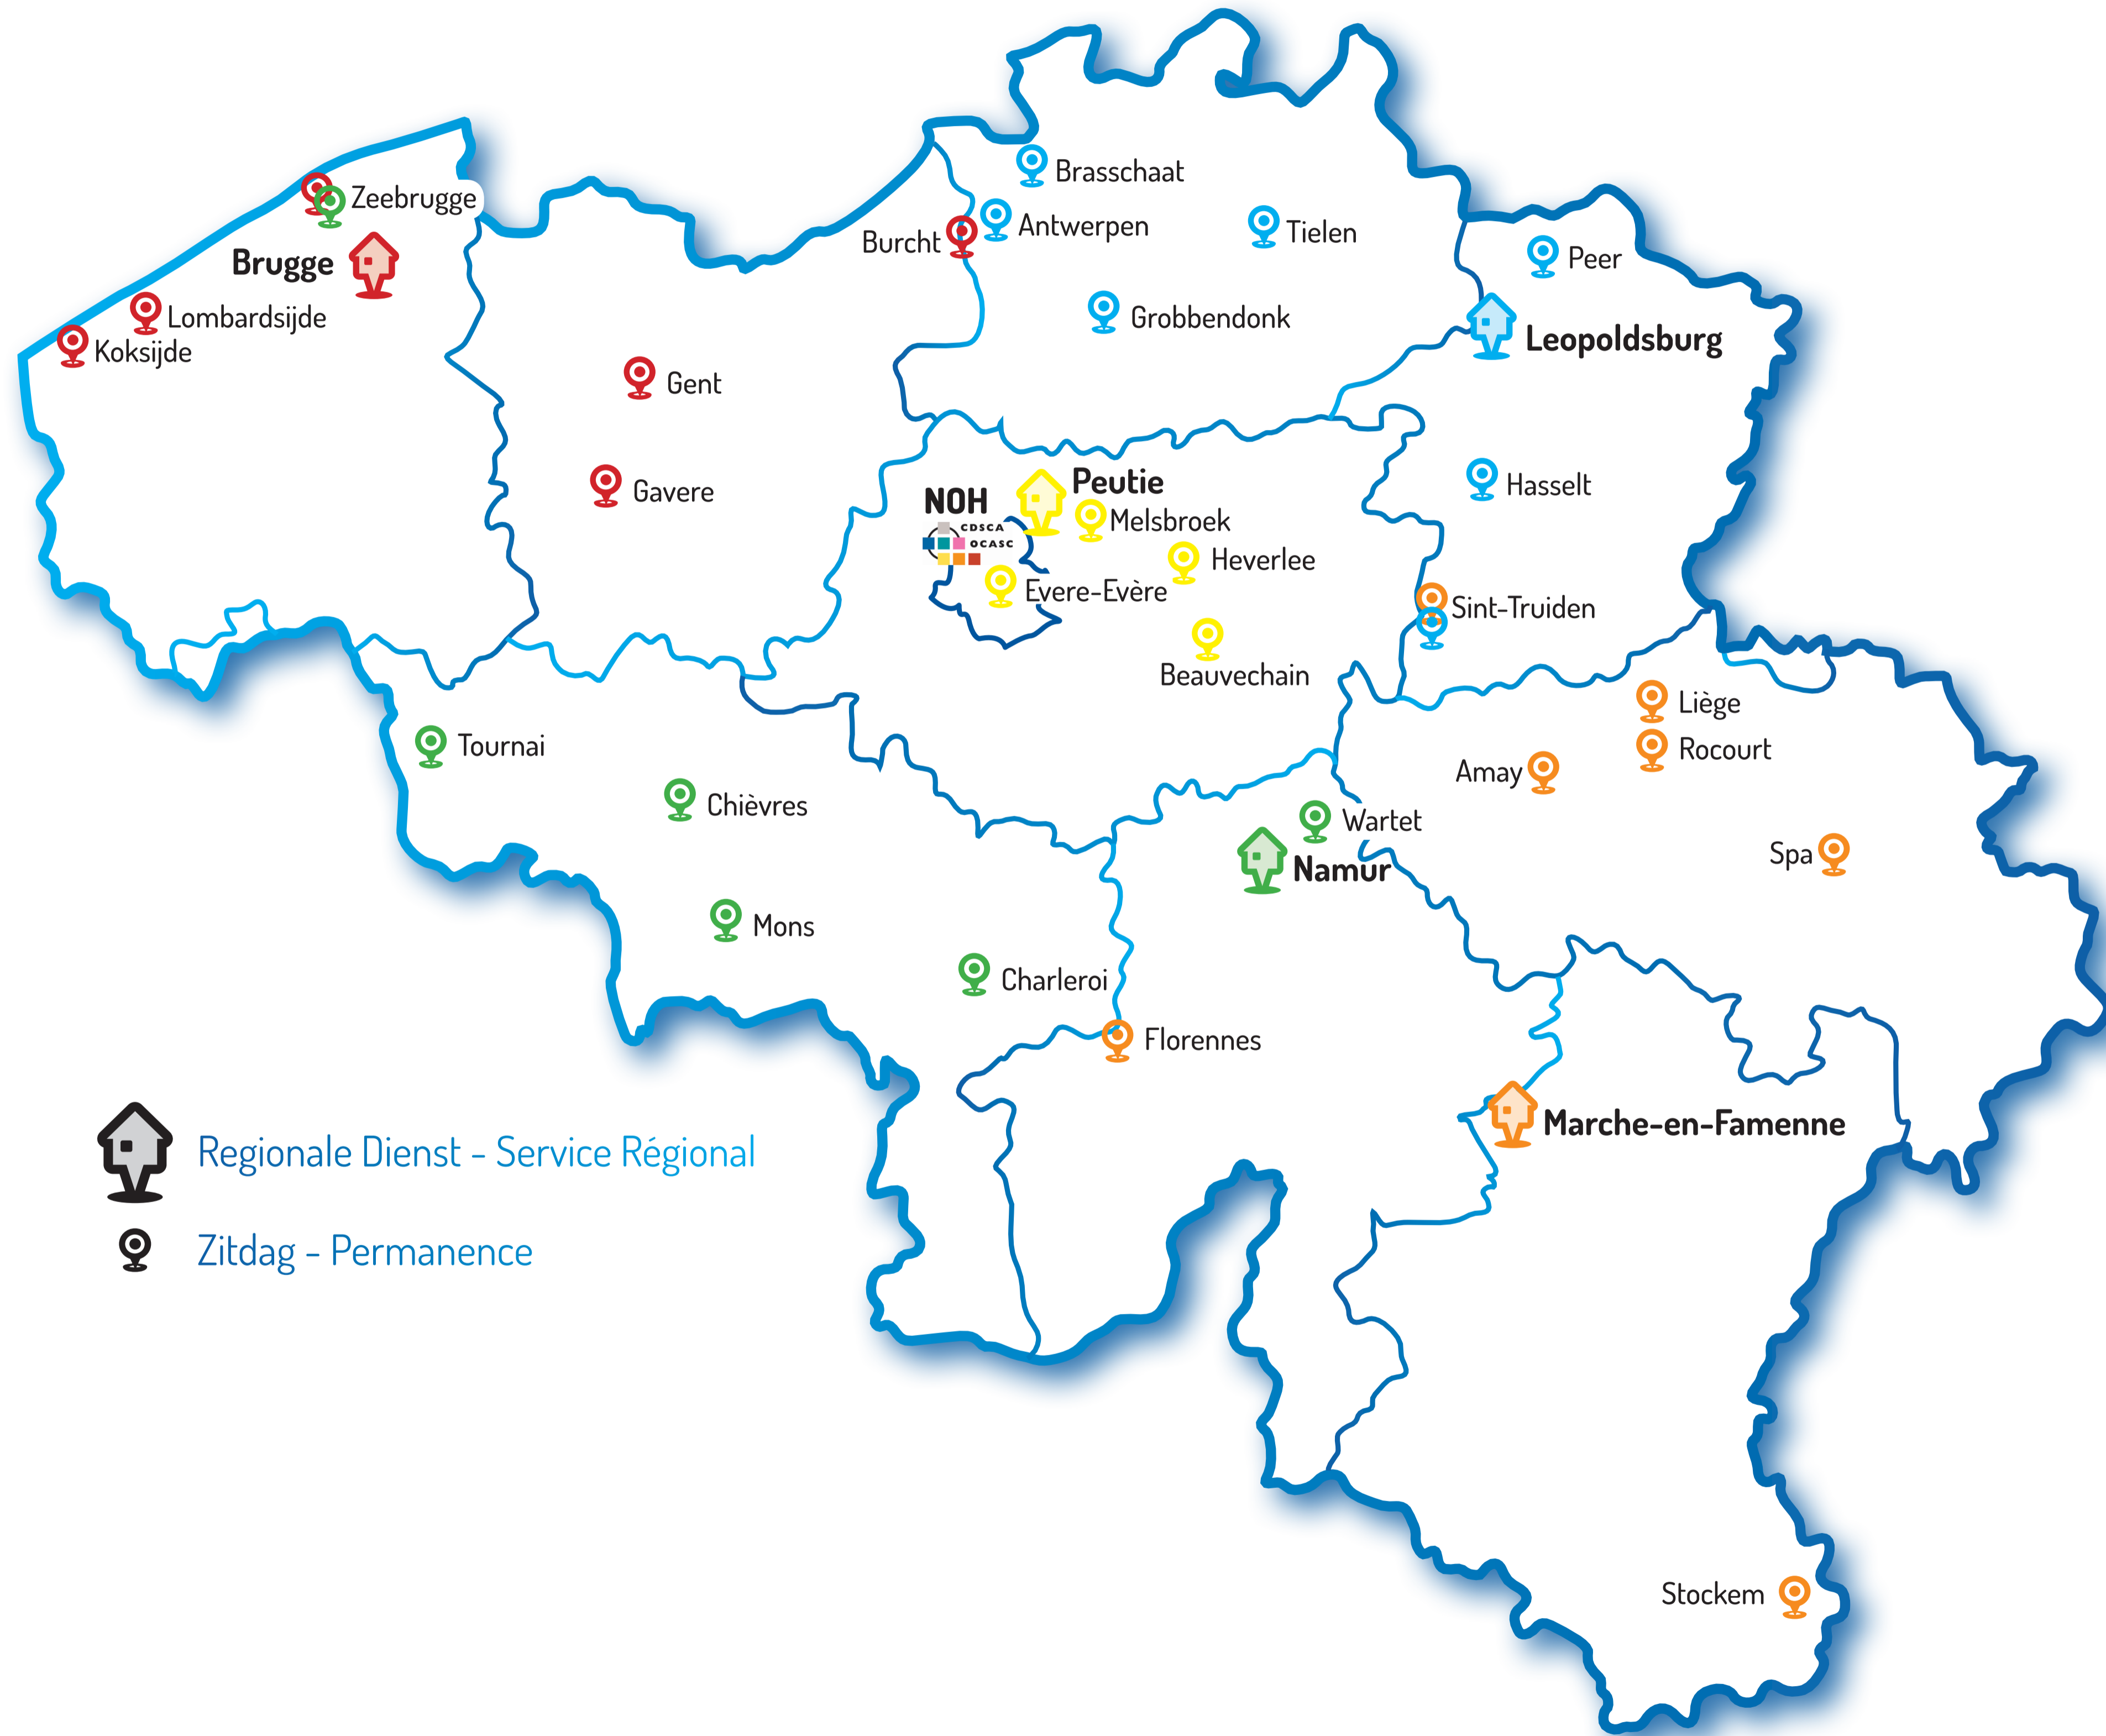 Brasschaat
Zeebrugge
Antwerpen
Tielen
Burcht
Peer
Brugge
Lombardsijde
Grobbendonk
Leopoldsburg
Koksijde
Gent
Peutie
Hasselt
Gavere
NOH
Melsbroek
CDSCA
OCASC
Heverlee
Evere-Evère
Sint-Truiden
Beauvechain
Liège
Tournai
Rocourt
Amay
Chièvres
Wartet
Spa
Namur
Mons
Charleroi
Florennes
Marche-en-Famenne
Regionale Dienst - Service Régional
Zitdag - Permanence
Stockem